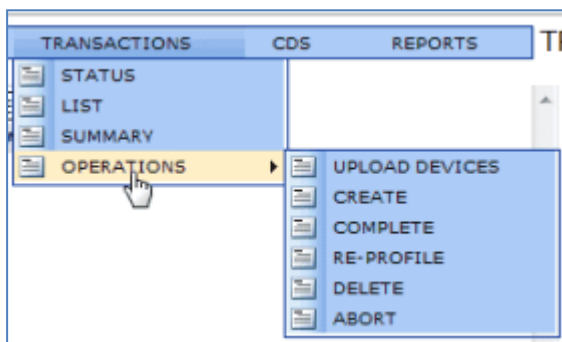 TRANSACTIONS CDS REPORTS
STATUS
LIST
SUMMARY
OPERATIONS
UPLOAD DEVICES
CREATE
COMPLETE
RE-PROFILE
DELETE
ABORT